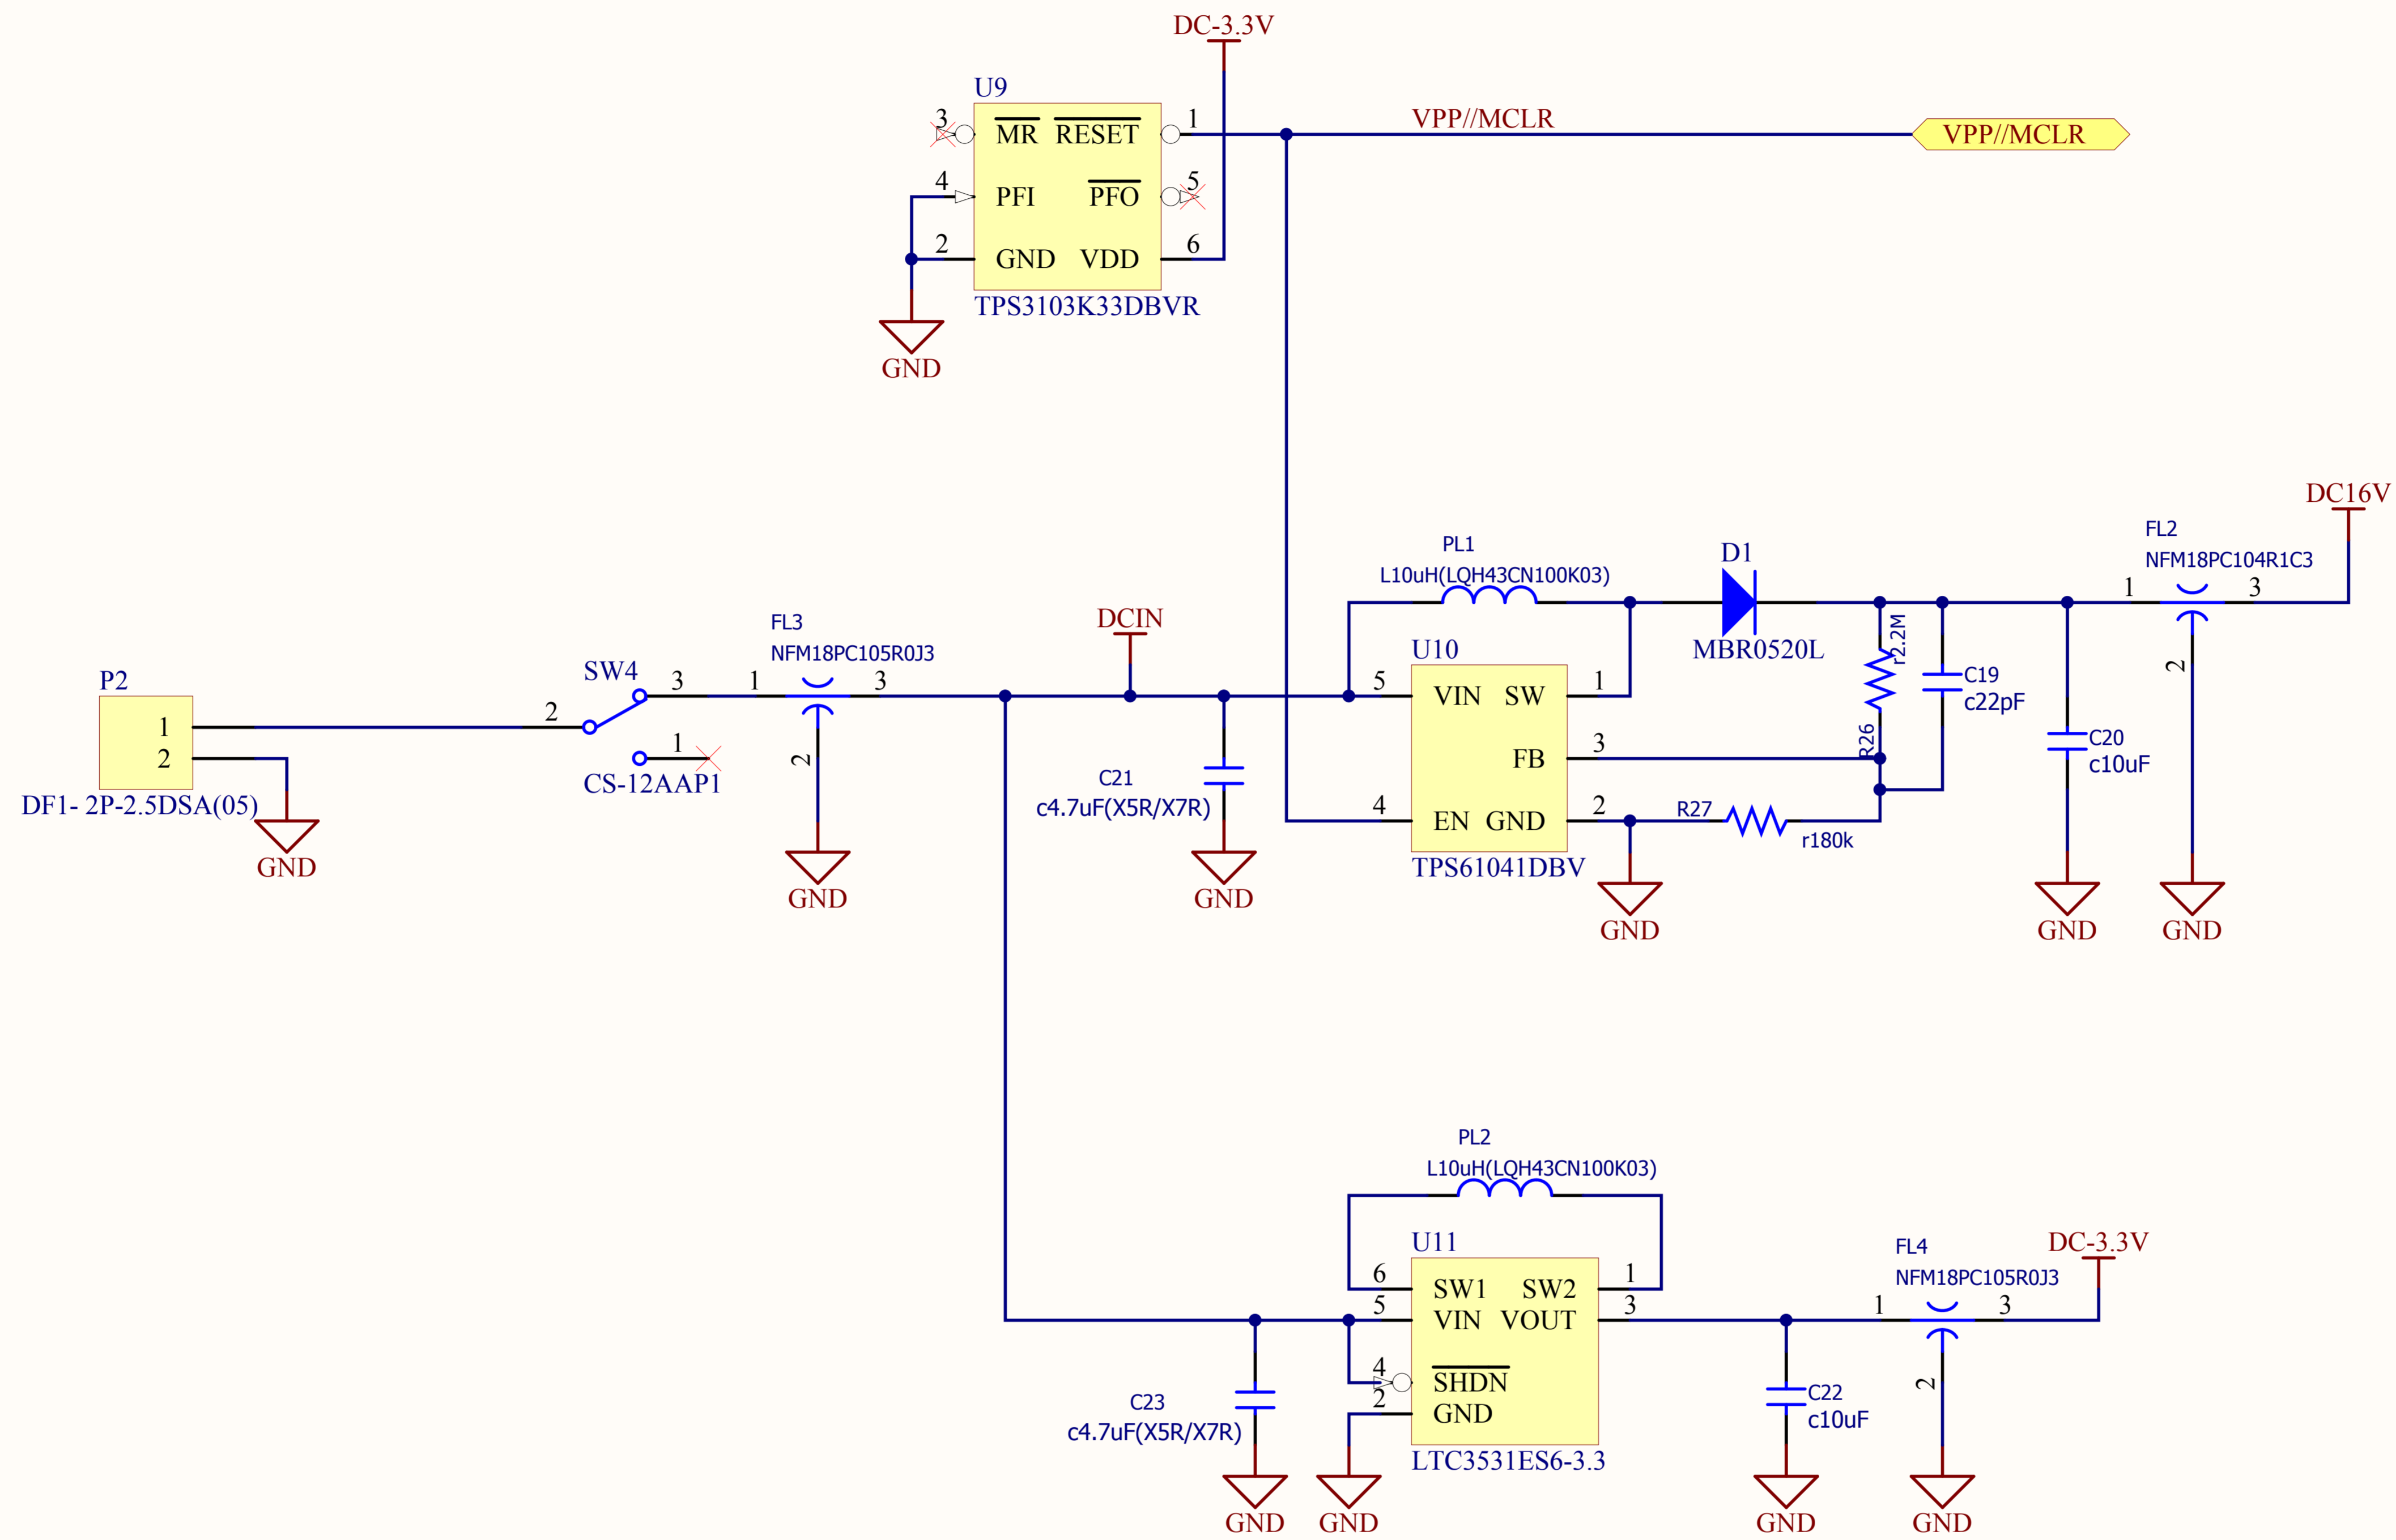 DC-3.3V
U9
3 MR RESET 1
VPP//MCLR
VPP//MCLR
4 PFI PFO 5
2 GND VDD 6
TPS3103K33DBVR
GND
DC16V
FL2
NFM18PC104R1C3
1 3
2
GND
PL1
L10uH(LQH43CN100K03)
D1
MBR0520L
r2.2M
R26
C19
c22pF
C20
c10uF
GND
U10
5 VIN SW 1
FB 3
4 EN GND 2
TPS61041DBV
R27
r180k
GND
DCIN
FL3
NFM18PC105R0J3
1 3
2
GND
SW4
3
2
1
CS-12AAP1
P2
1
2
DF1- 2P-2.5DSA(05)
GND
C21
c4.7uF(X5R/X7R)
GND
PL2
L10uH(LQH43CN100K03)
U11
6 SW1 SW2 1
5 VIN VOUT 3
4 SHDN
2 GND
LTC3531ES6-3.3
GND
C23
c4.7uF(X5R/X7R)
GND
C22
c10uF
GND
FL4
NFM18PC105R0J3
1 3
2
GND
DC-3.3V